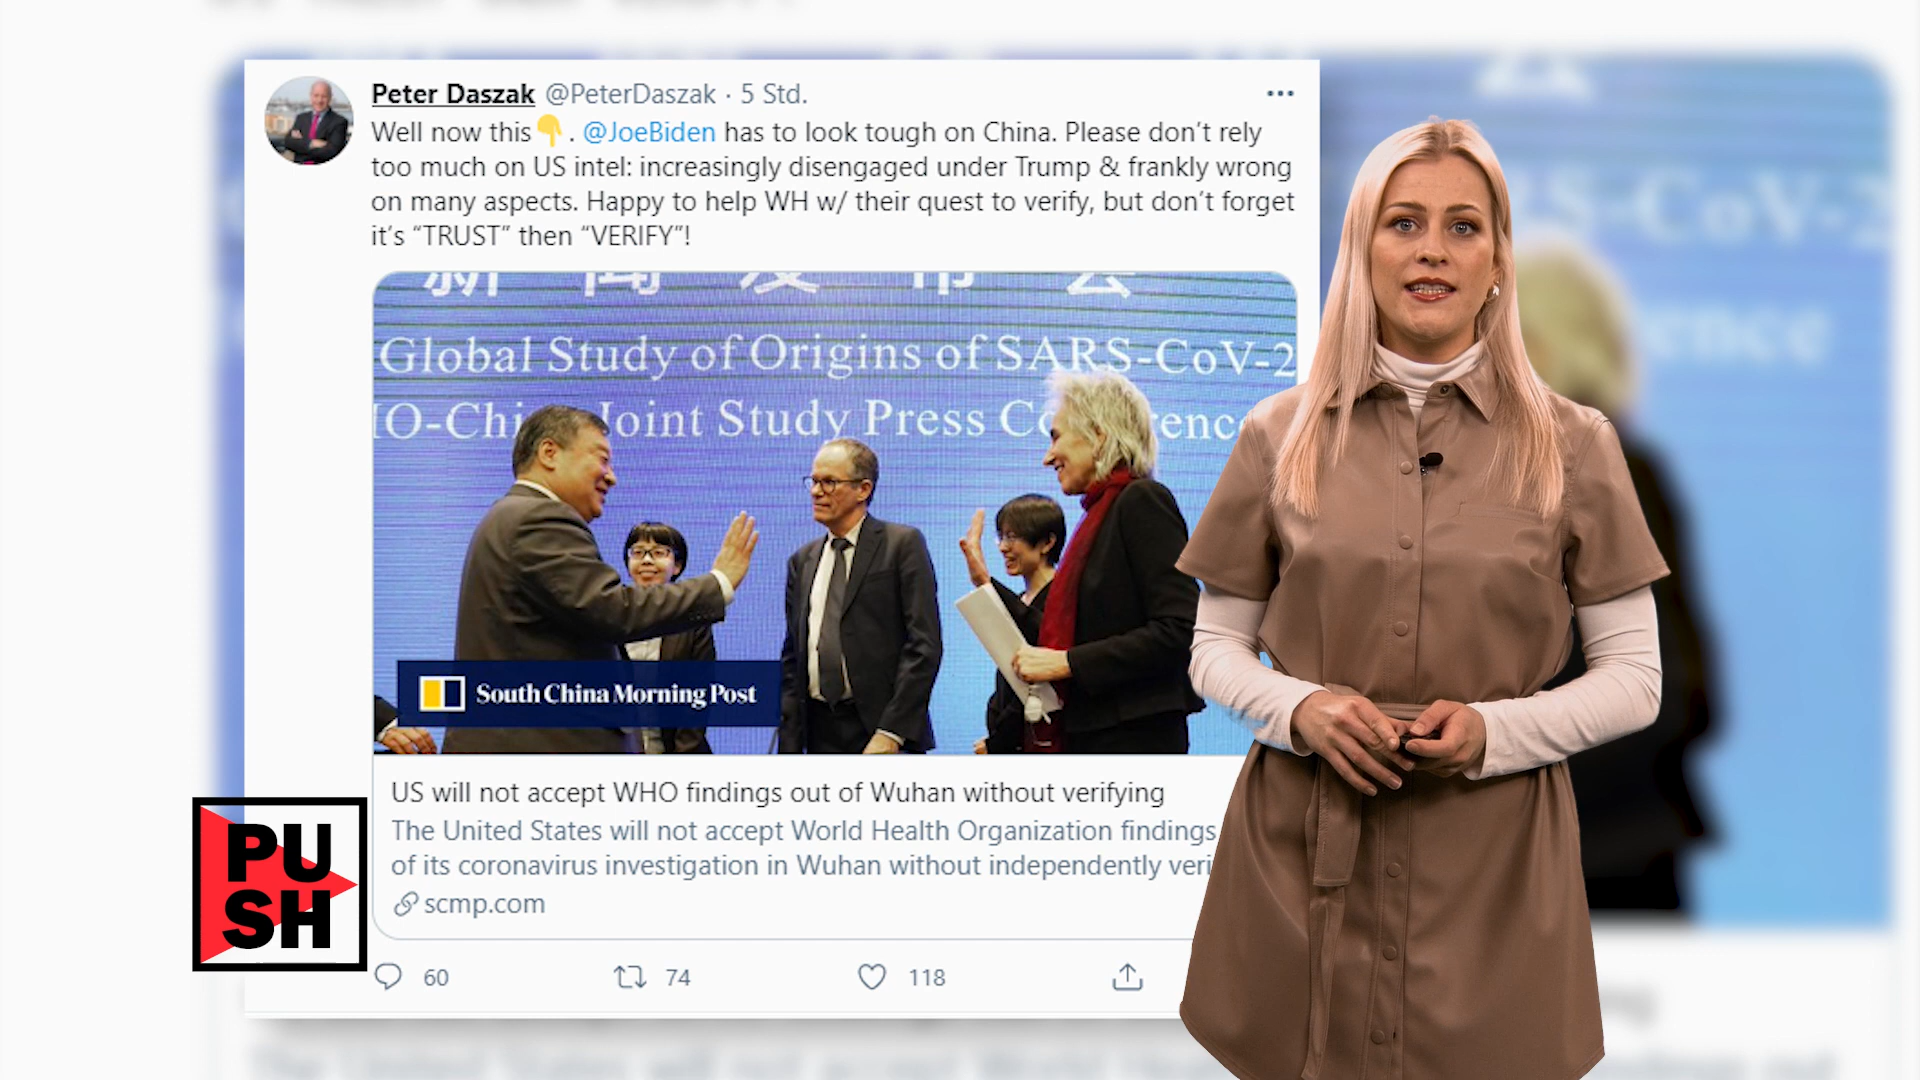 Peter Daszak @PeterDaszak · 5 Std.
Well now this👇. @JoeBiden has to look tough on China. Please don’t rely
too much on US intel: increasingly disengaged under Trump & frankly wrong
on many aspects. Happy to help WH w/ their quest to verify, but don’t forget
it’s “TRUST” then “VERIFY”!
新 闻 发 布 会
Global Study of Origins of SARS-CoV-2
Joint Study Press
South China Morning Post
US will not accept WHO findings out of Wuhan without verifying
The United States will not accept World Health Organization findings
of its coronavirus investigation in Wuhan without independently
scmp.com
60 74 118
PU
SH